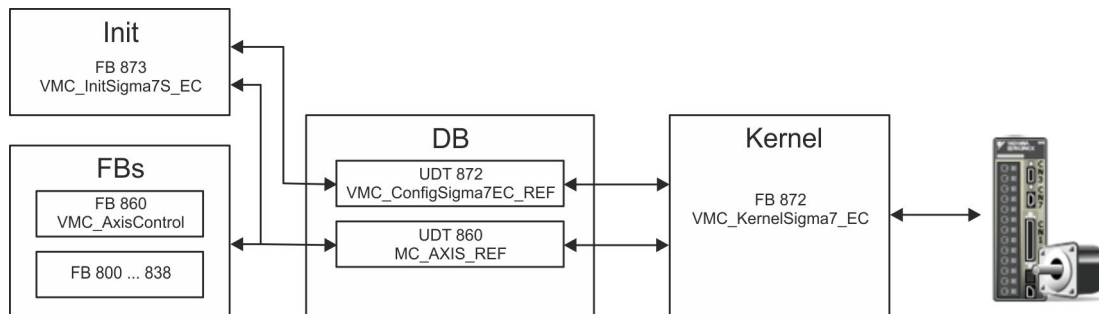 Init
FB 873
VMC_InitSigma7S_EC
FBs
FB 860
VMC_AxisControl
FB 800 ... 838
DB
UDT 872
VMC_ConfigSigma7EC_REF
UDT 860
MC_AXIS_REF
Kernel
FB 872
VMC_KernelSigma7_EC